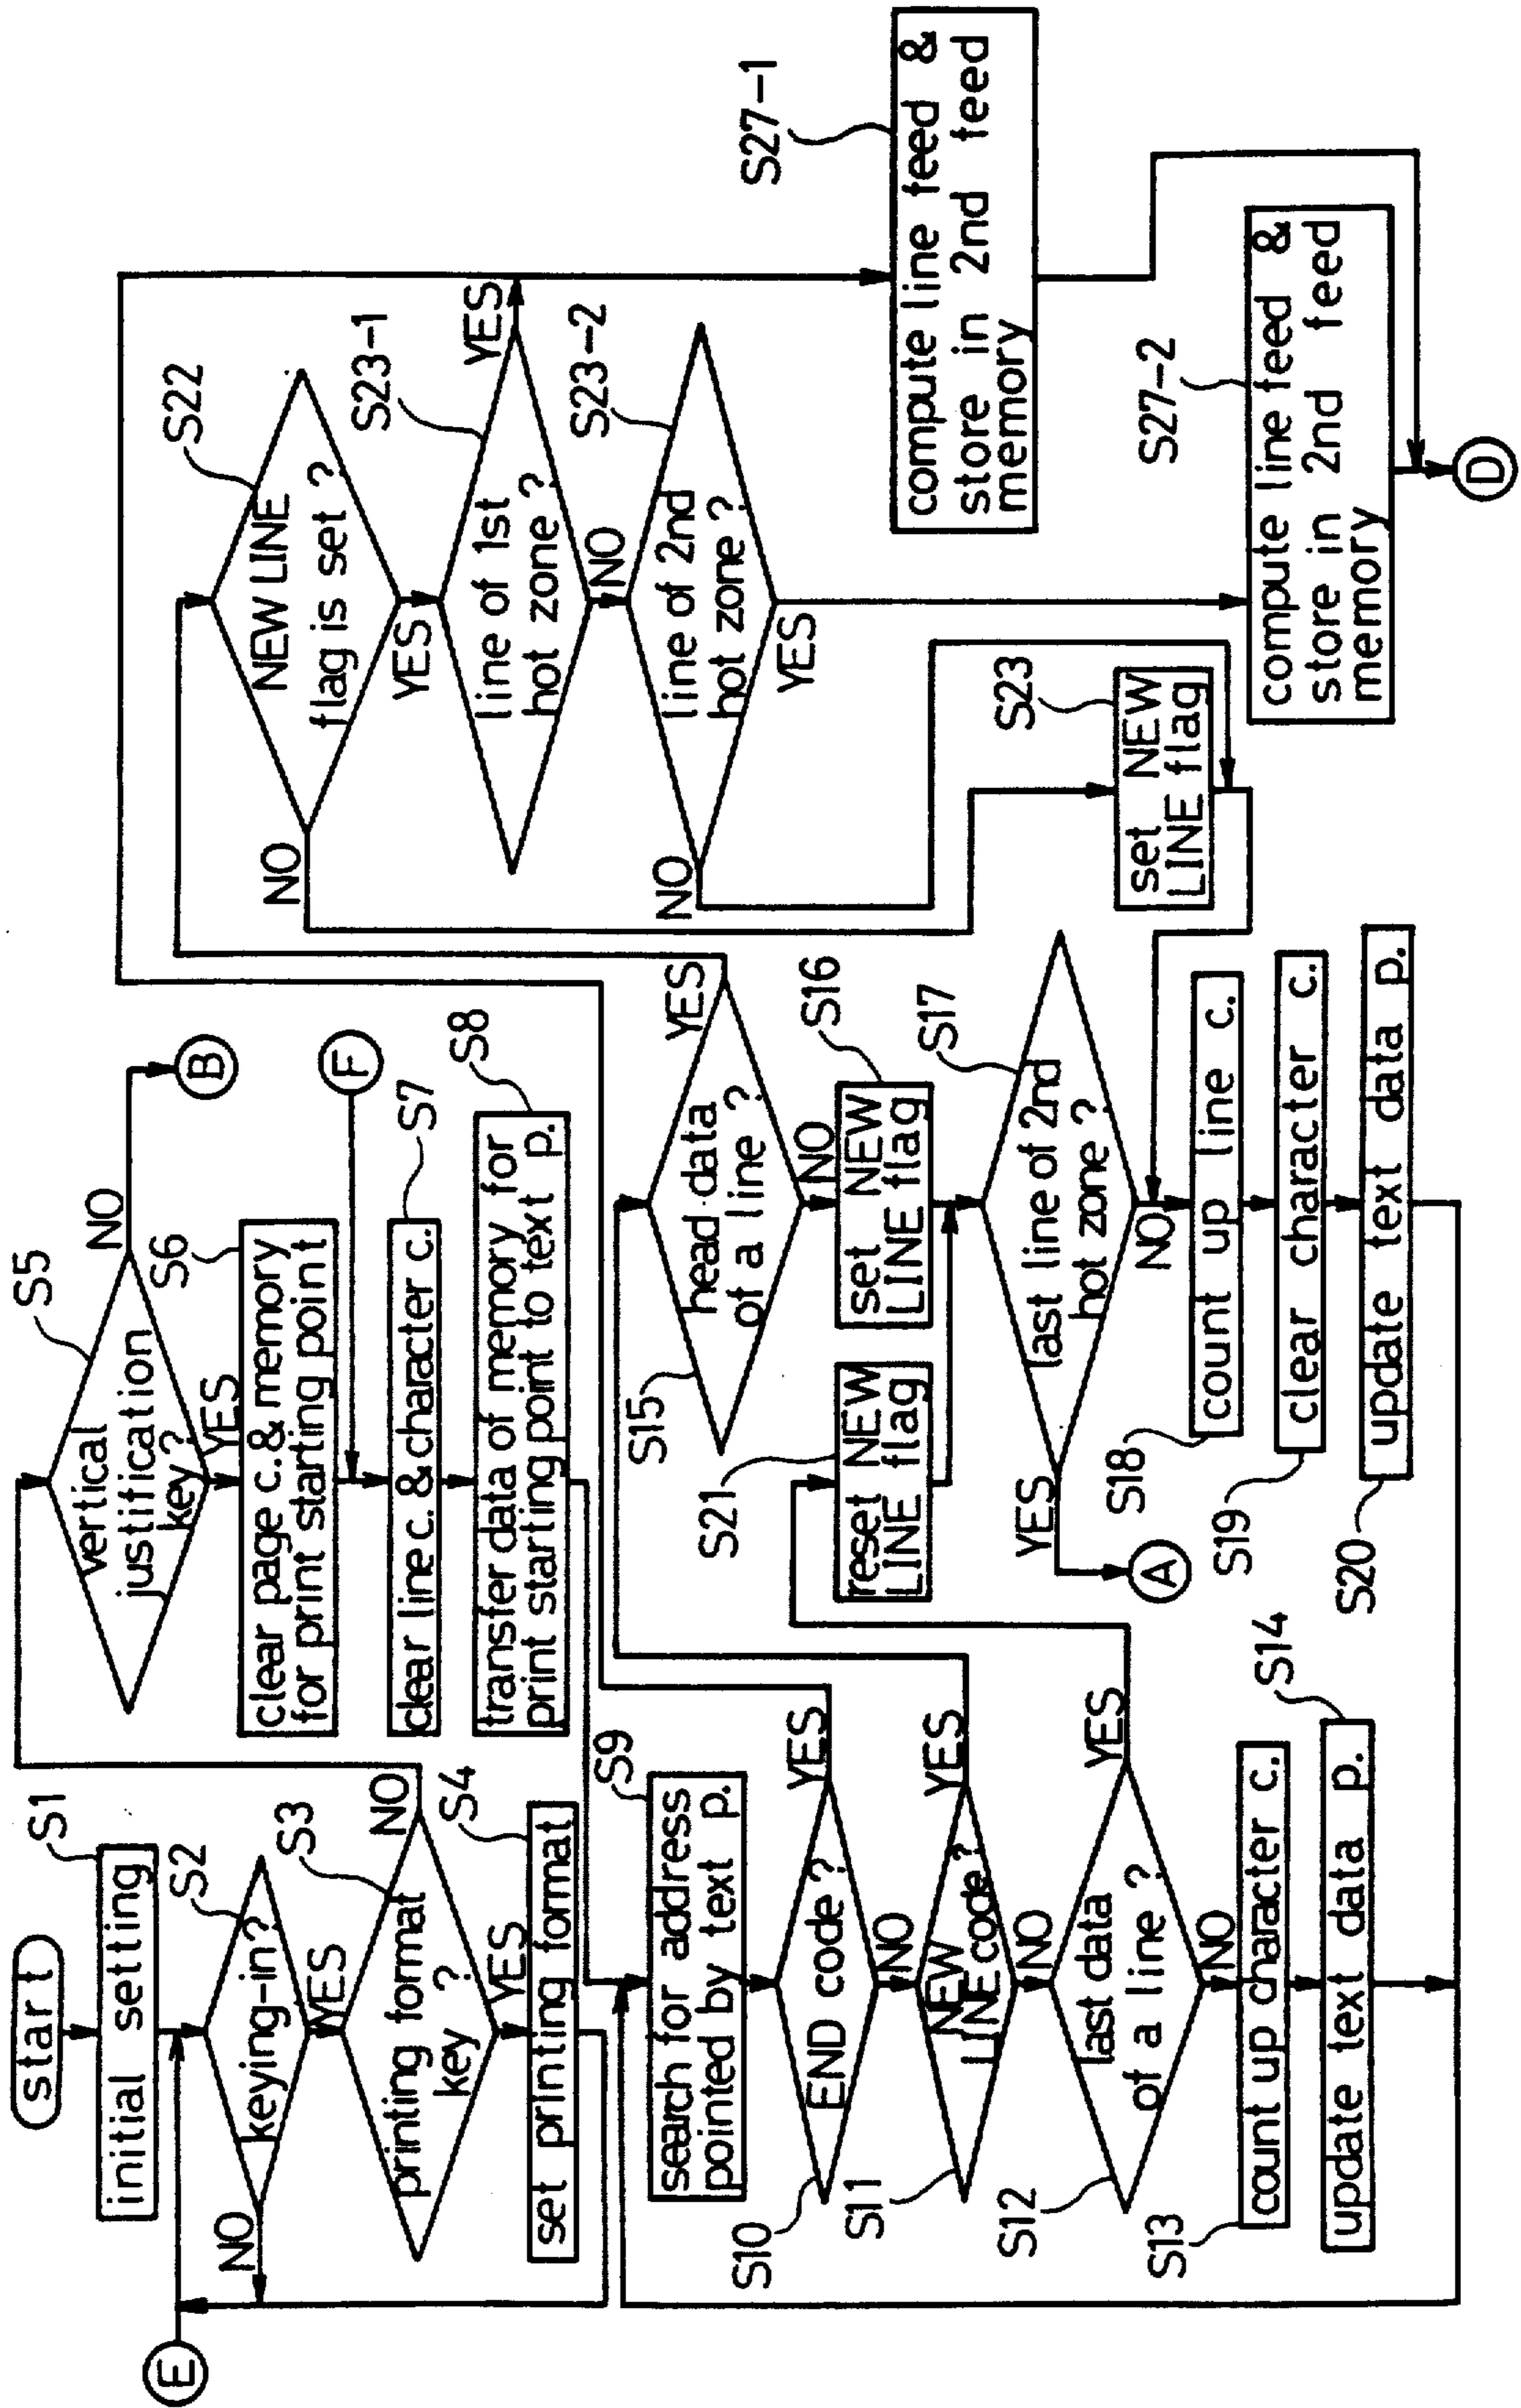 start
S1
initial setting
S2
keying-in?
NO
YES
E
S3
printing format
key ?
NO
YES
S4
set printing format
S5
vertical
justification
key?
NO
B
YES
S6
clear page c. & memory
for print starting point
F
S7
clear line c. & character c.
S8
transfer data of memory for
print starting point to text p.
S9
search for address
pointed by text p.
S10
END code ?
YES
NO
S11
NEW
LINE code ?
YES
NO
S12
last data
of a line ?
YES
NO
S13
count up character c.
S14
update text data p.
S15
head data
of a line ?
YES
NO
S16
set NEW
LINE flag
S21
reset NEW
LINE flag
S17
last line of 2nd
hot zone ?
YES
A
NO
S18
count up line c.
S19
clear character c.
S20
update text data p.
S22
NEW LINE
flag is set ?
NO
YES
S23-1
line of 1st
hot zone ?
YES
NO
S23-2
line of 2nd
hot zone ?
NO
YES
S23
set NEW
LINE flag
S27-1
compute line feed &
store in 2nd feed
memory
S27-2
compute line feed &
store in 2nd feed
memory
D